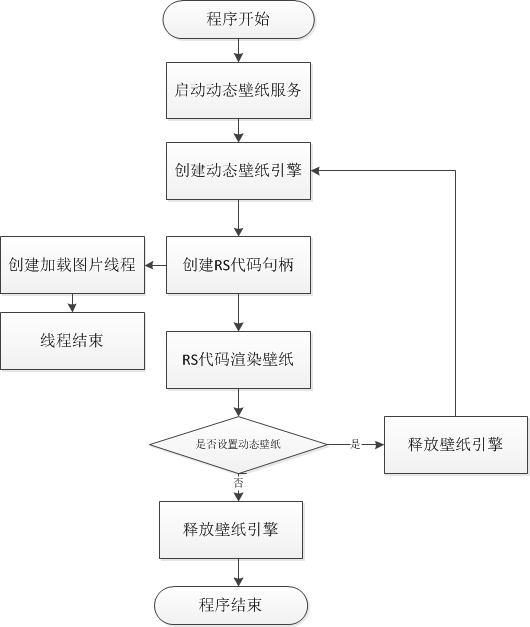 程序开始
启动动态壁纸服务
创建动态壁纸引擎
创建加载图片线程
创建RS代码句柄
线程结束
RS代码渲染壁纸
是否设置动态壁纸
是
释放壁纸引擎
否
释放壁纸引擎
程序结束